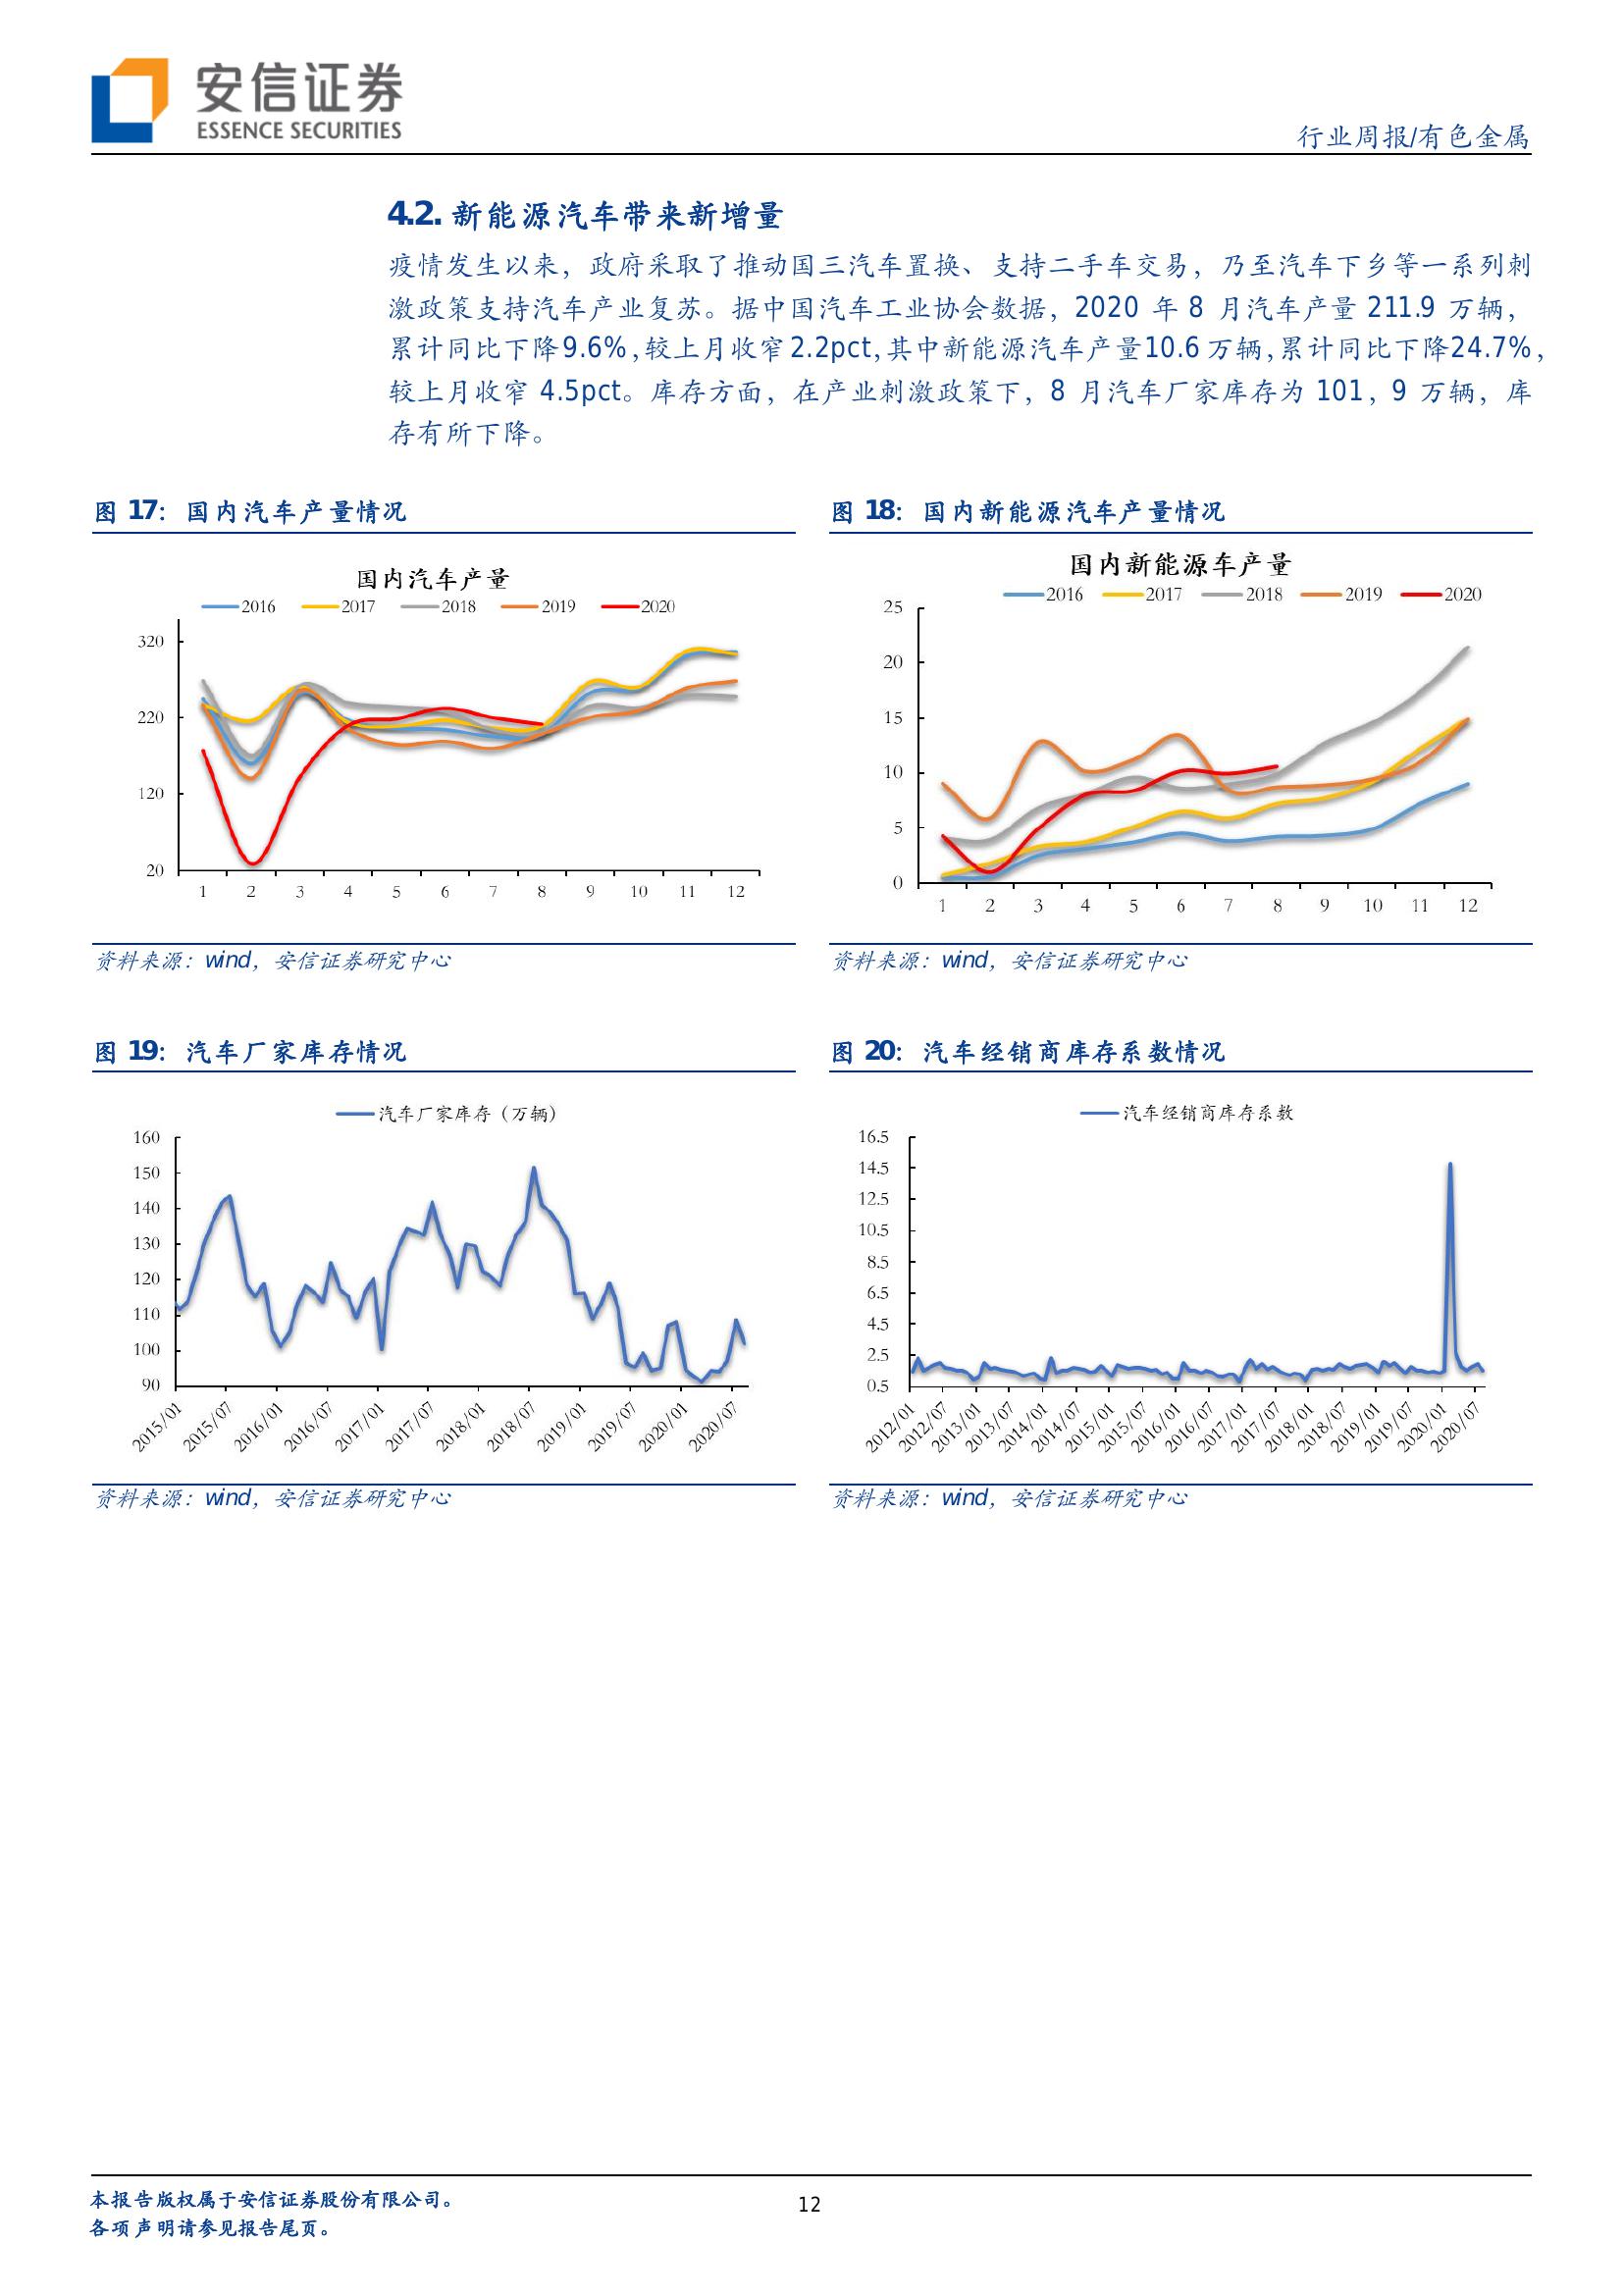 安信证券
ESSENCE SECURITIES
行业周报/有色金属
4.2. 新能源汽车带来新增量
疫情发生以来，政府采取了推动国三汽车置换、支持二手车交易，乃至汽车下乡等一系列刺
激政策支持汽车产业复苏。据中国汽车工业协会数据，2020 年 8 月汽车产量 211.9 万辆，
累计同比下降9.6%，较上月收窄2.2pct，其中新能源汽车产量10.6万辆，累计同比下降24.7%，
较上月收窄 4.5pct。库存方面，在产业刺激政策下，8 月汽车厂家库存为 101，9 万辆，库
存有所下降。
图 17：国内汽车产量情况
国内汽车产量
2016 2017 2018 2019 2020
320
220
120
20
1 2 3 4 5 6 7 8 9 10 11 12
资料来源：wind，安信证券研究中心
图 18：国内新能源汽车产量情况
国内新能源车产量
2016 2017 2018 2019 2020
25
20
15
10
5
0
1 2 3 4 5 6 7 8 9 10 11 12
资料来源：wind，安信证券研究中心
图 19：汽车厂家库存情况
汽车厂家库存（万辆）
160
150
140
130
120
110
100
90
2015/01 2015/07 2016/01 2016/07 2017/01 2017/07 2018/01 2018/07 2019/01 2019/07 2020/01 2020/07
资料来源：wind，安信证券研究中心
图 20：汽车经销商库存系数情况
汽车经销商库存系数
16.5
14.5
12.5
10.5
8.5
6.5
4.5
2.5
0.5
2012/01 2012/07 2013/01 2013/07 2014/01 2014/07 2015/01 2015/07 2016/01 2016/07 2017/01 2017/07 2018/01 2018/07 2019/01 2019/07 2020/01 2020/07
资料来源：wind，安信证券研究中心
本报告版权属于安信证券股份有限公司。
各项声明请参见报告尾页。
12